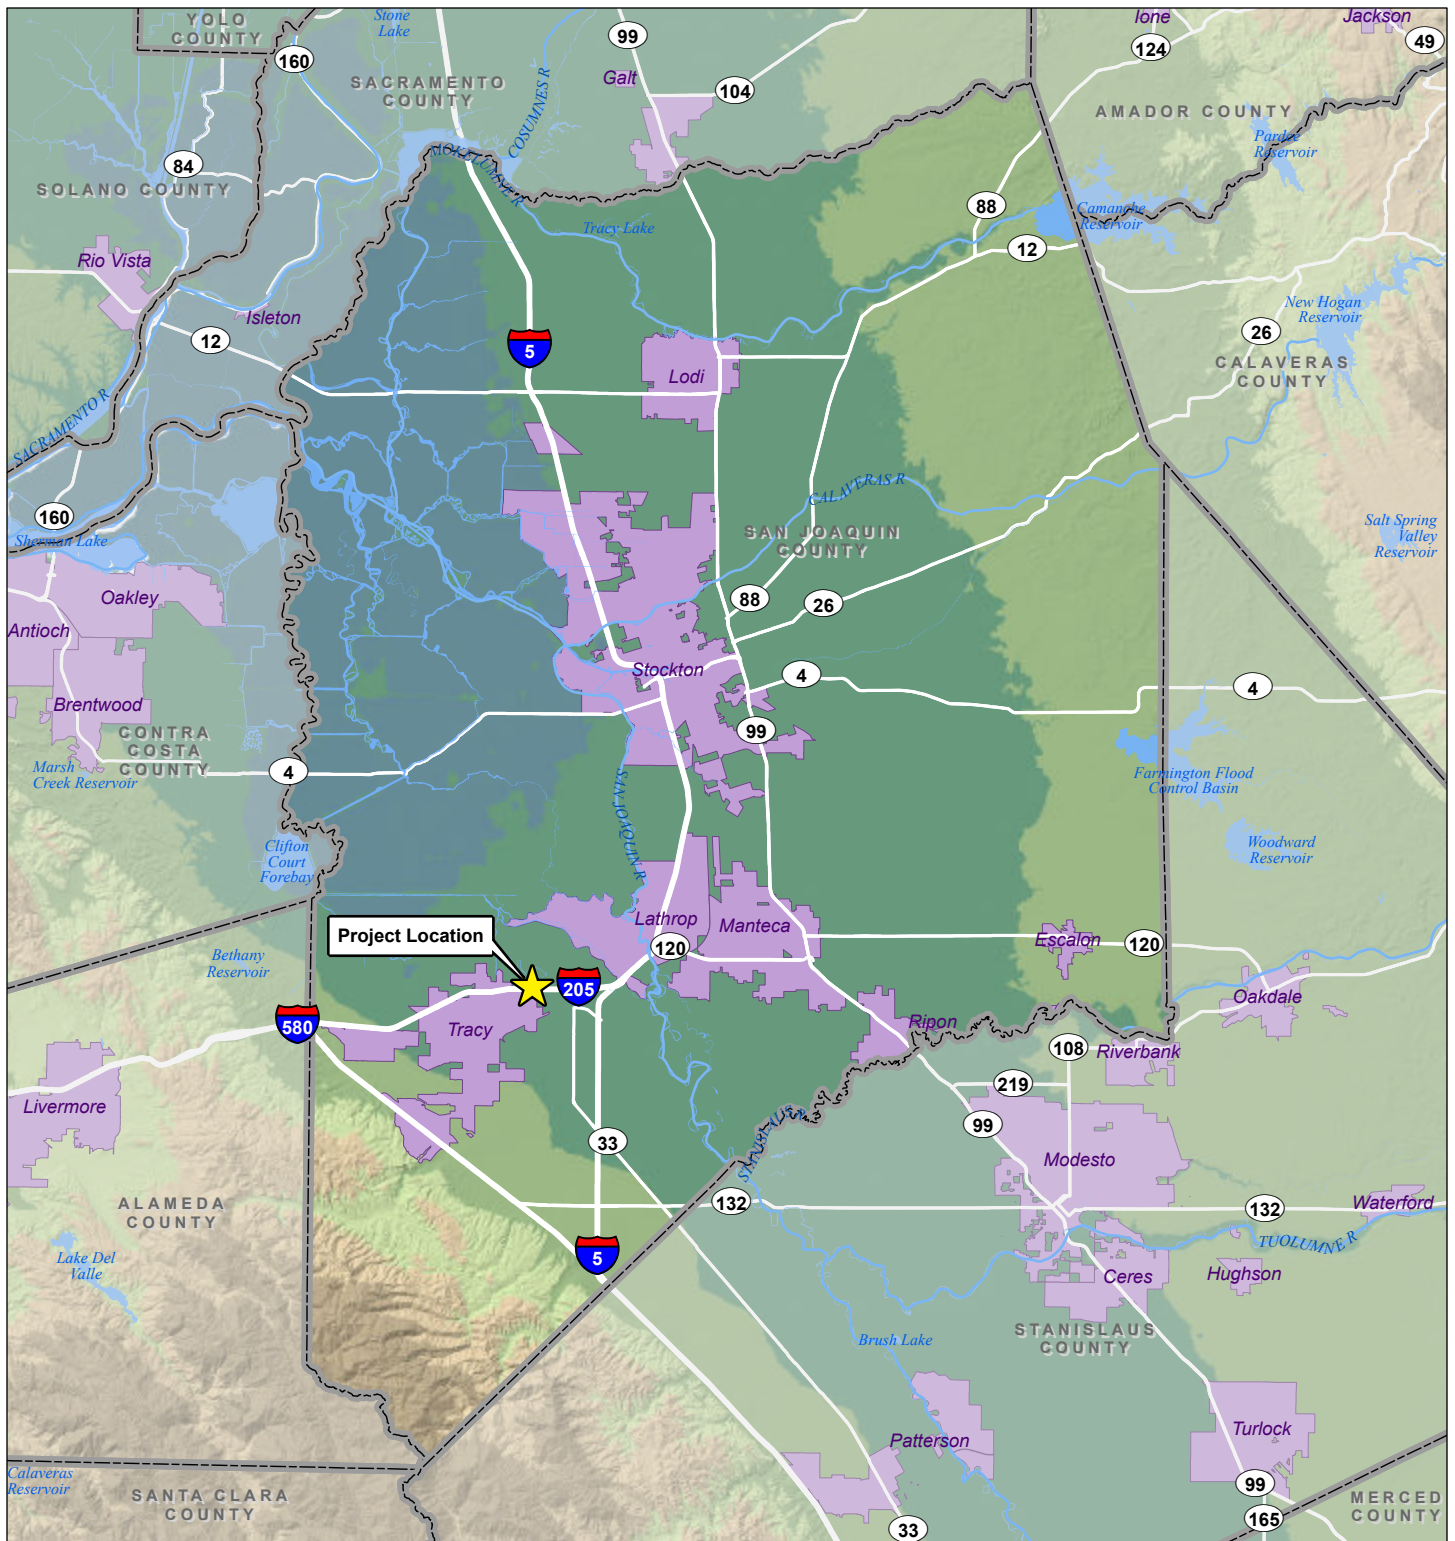 YOLO
COUNTY
Stone
Lake
99
Ione
124
Jackson
49
160
SACRAMENTO
COUNTY
Galt
104
COSUMNES R
AMADOR COUNTY
Pardee
Reservoir
84
SOLANO COUNTY
MOKELUMNE R
88
Camanche
Reservoir
Tracy Lake
12
Rio Vista
Isleton
12
5
New Hogan
Reservoir
26
CALAVERAS
COUNTY
Lodi
SACRAMENTO R
CALAVERAS R
160
Sherman Lake
SAN JOAQUIN
COUNTY
Salt Spring
Valley
Reservoir
Oakley
88
26
Antioch
Stockton
4
4
Brentwood
99
CONTRA
COSTA
COUNTY
4
Marsh
Creek Reservoir
SAN JOAQUIN R
Farmington Flood
Control Basin
Clifton
Court
Forebay
Woodward
Reservoir
Project Location
Lathrop
Manteca
120
Escalon
120
Bethany
Reservoir
205
Oakdale
580
Tracy
Ripon
108
Riverbank
219
Livermore
99
33
STANISLAUS R
Modesto
ALAMEDA
COUNTY
132
132
Waterford
Lake Del
Valle
5
TUOLUMNE R
Ceres
Hughson
Brush Lake
STANISLAUS
COUNTY
Patterson
Turlock
Calaveras
Reservoir
SANTA CLARA
COUNTY
99
MERCED
COUNTY
33
165